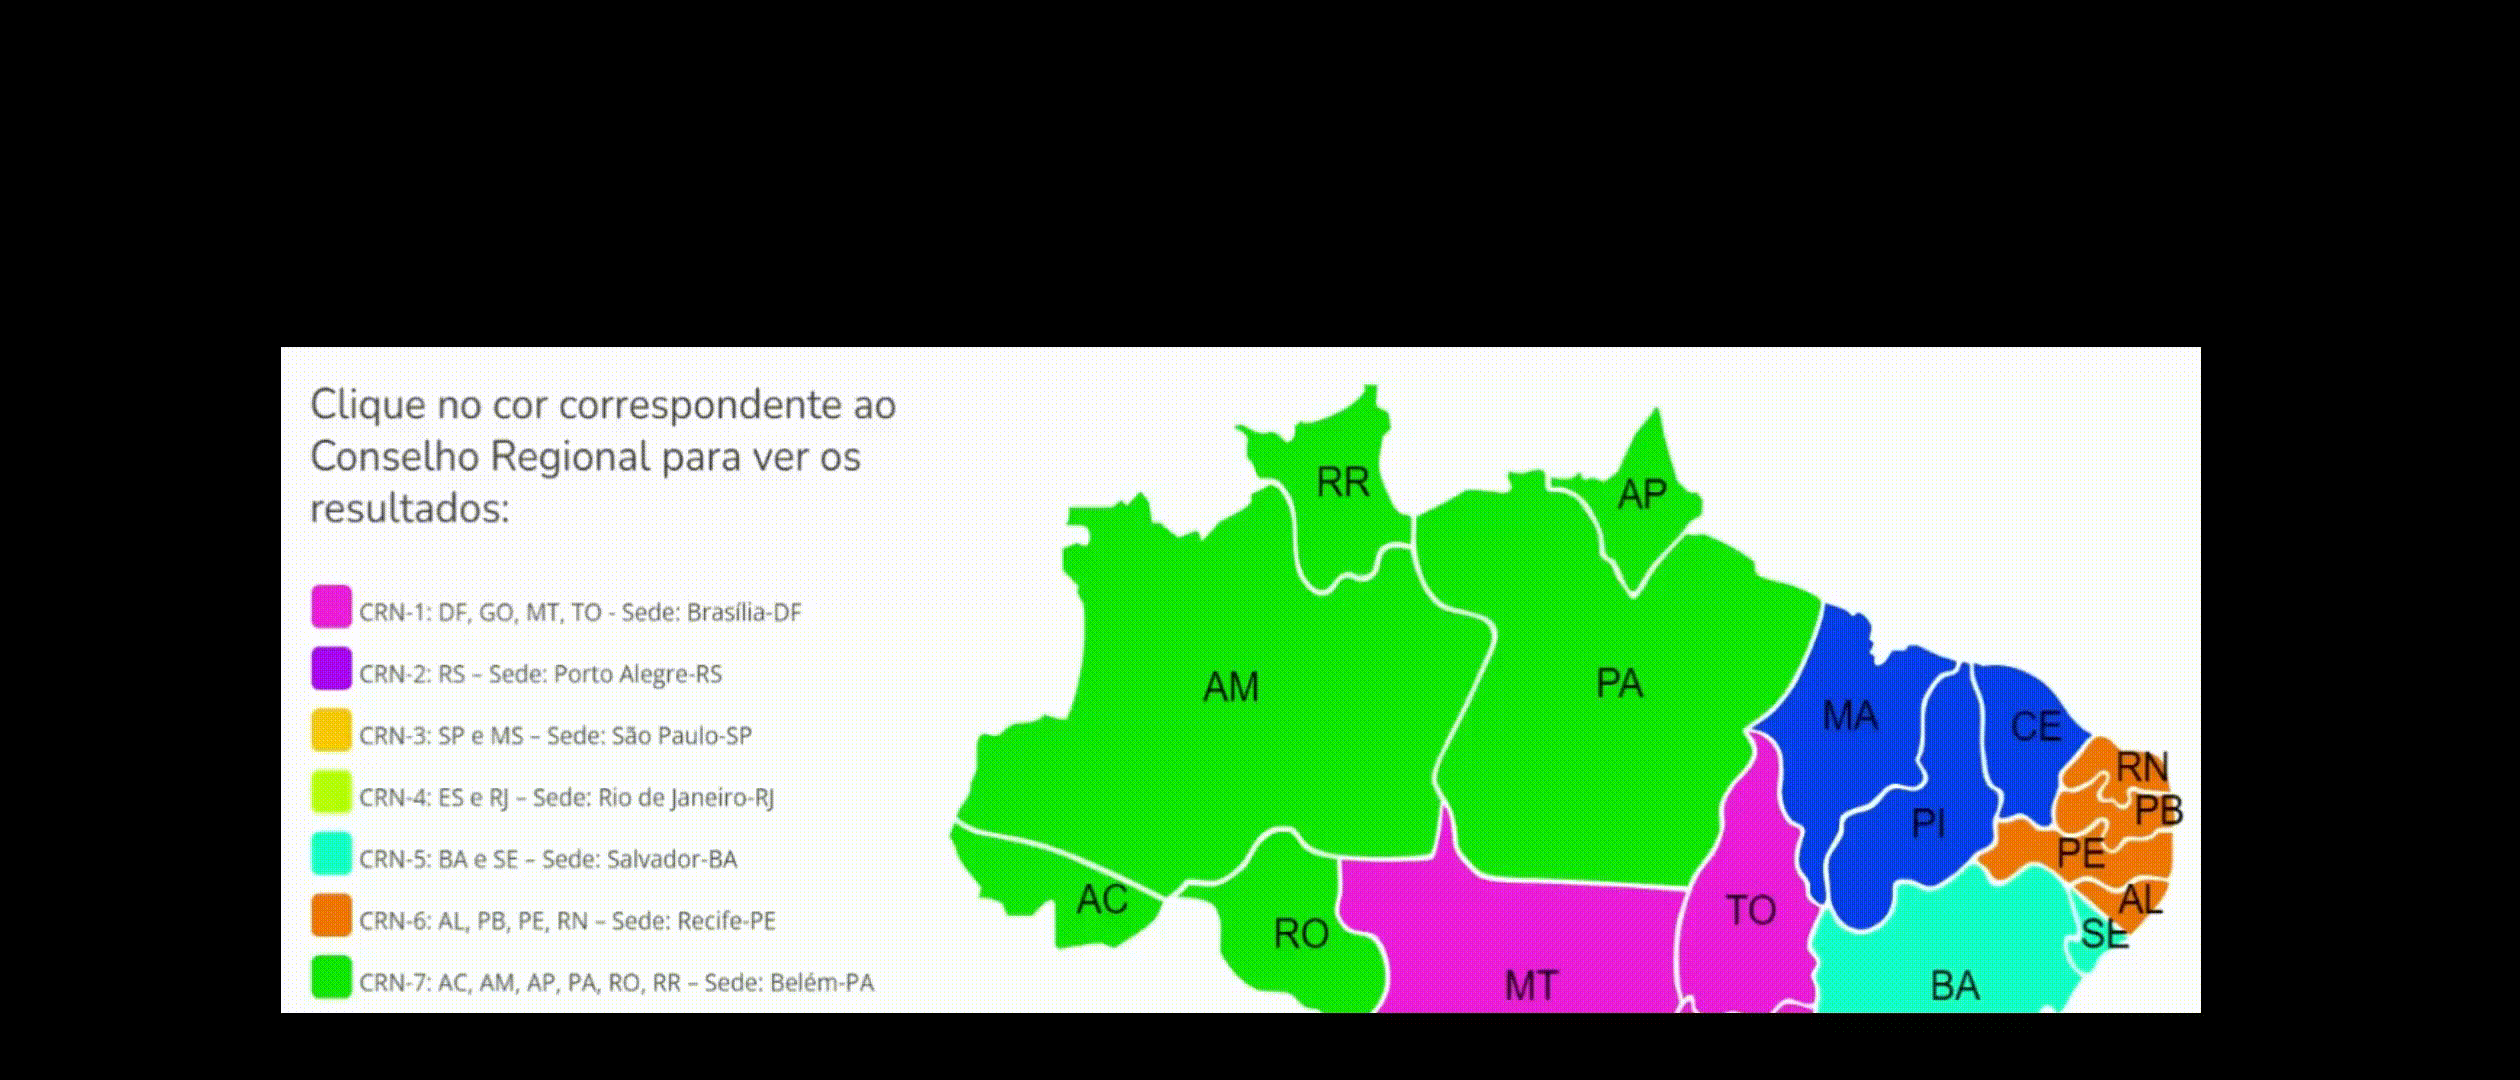 Clique no cor correspondente ao
Conselho Regional para ver os
resultados:
CRN-1: DF, GO, MT, TO - Sede: Brasília-DF
CRN-2: RS – Sede: Porto Alegre-RS
CRN-3: SP e MS – Sede: São Paulo-SP
CRN-4: ES e RJ – Sede: Rio de Janeiro-RJ
CRN-5: BA e SE – Sede: Salvador-BA
CRN-6: AL, PB, PE, RN – Sede: Recife-PE
CRN-7: AC, AM, AP, PA, RO, RR – Sede: Belém-PA
RR
AP
AM
PA
MA
CE
RN
PB
PI
PE
AC
AL
TO
RO
SE
MT
BA